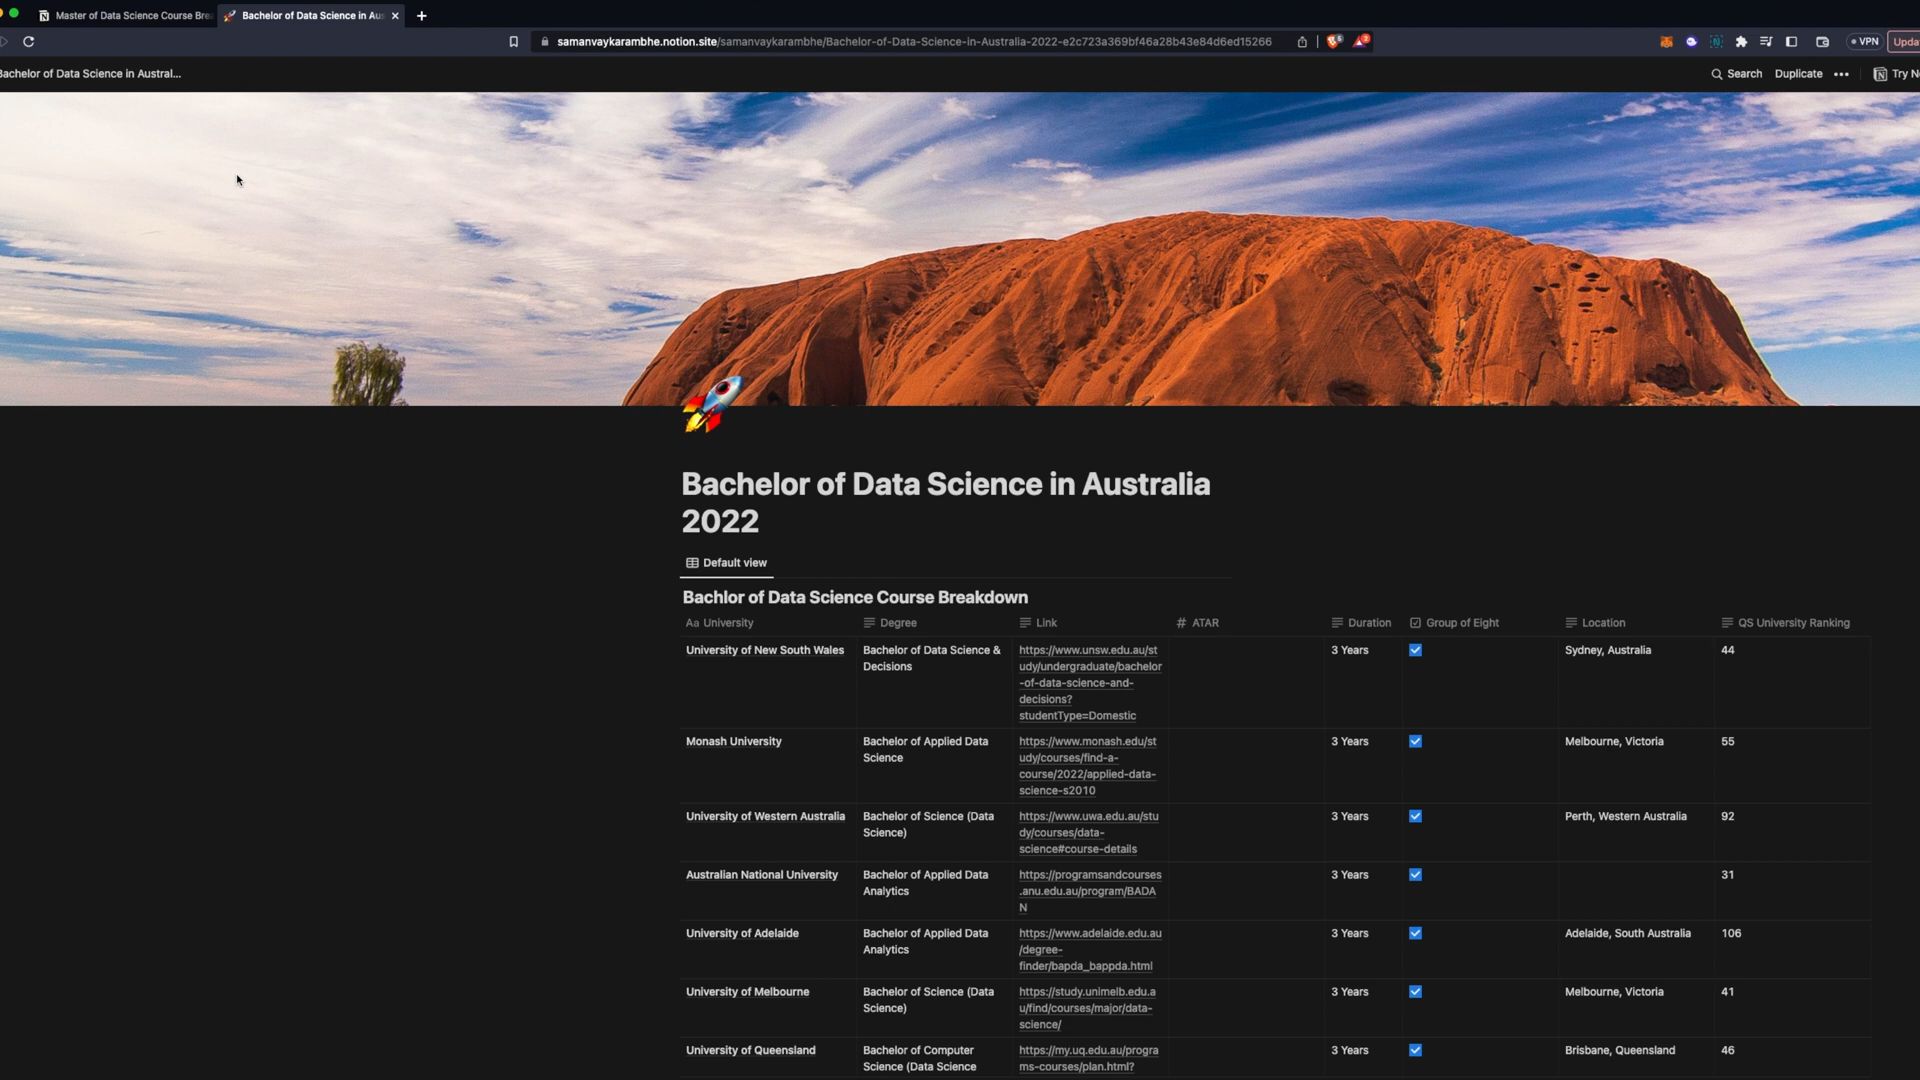 Master of Data Science Course Brea
Bachelor of Data Science in Aus
samanvaykarambhe.notion.site/samanvaykarambhe/Bachelor-of-Data-Science-in-Australia-2022-e2c723a369bf46a28b43e84d6ed15266
VPN
Upda
Bachelor of Data Science in Austral...
Search
Duplicate
Try N
Bachelor of Data Science in Australia
2022
Default view
Bachlor of Data Science Course Breakdown
Aa University
Degree
Link
# ATAR
Duration
Group of Eight
Location
QS University Ranking
University of New South Wales
Bachelor of Data Science &
Decisions
https://www.unsw.edu.au/st
udy/undergraduate/bachelor
-of-data-science-and-
decisions?
studentType=Domestic
3 Years
Sydney, Australia
44
Monash University
Bachelor of Applied Data
Science
https://www.monash.edu/st
udy/courses/find-a-
course/2022/applied-data-
science-s2010
3 Years
Melbourne, Victoria
55
University of Western Australia
Bachelor of Science (Data
Science)
https://www.uwa.edu.au/stu
dy/courses/data-
science#course-details
3 Years
Perth, Western Australia
92
Australian National University
Bachelor of Applied Data
Analytics
https://programsandcourses
.anu.edu.au/program/BADA
N
3 Years
31
University of Adelaide
Bachelor of Applied Data
Analytics
https://www.adelaide.edu.au
/degree-
finder/bapda_bappda.html
3 Years
Adelaide, South Australia
106
University of Melbourne
Bachelor of Science (Data
Science)
https://study.unimelb.edu.a
u/find/courses/major/data-
science/
3 Years
Melbourne, Victoria
41
University of Queensland
Bachelor of Computer
Science (Data Science
https://my.uq.edu.au/progra
ms-courses/plan.html?
3 Years
Brisbane, Queensland
46